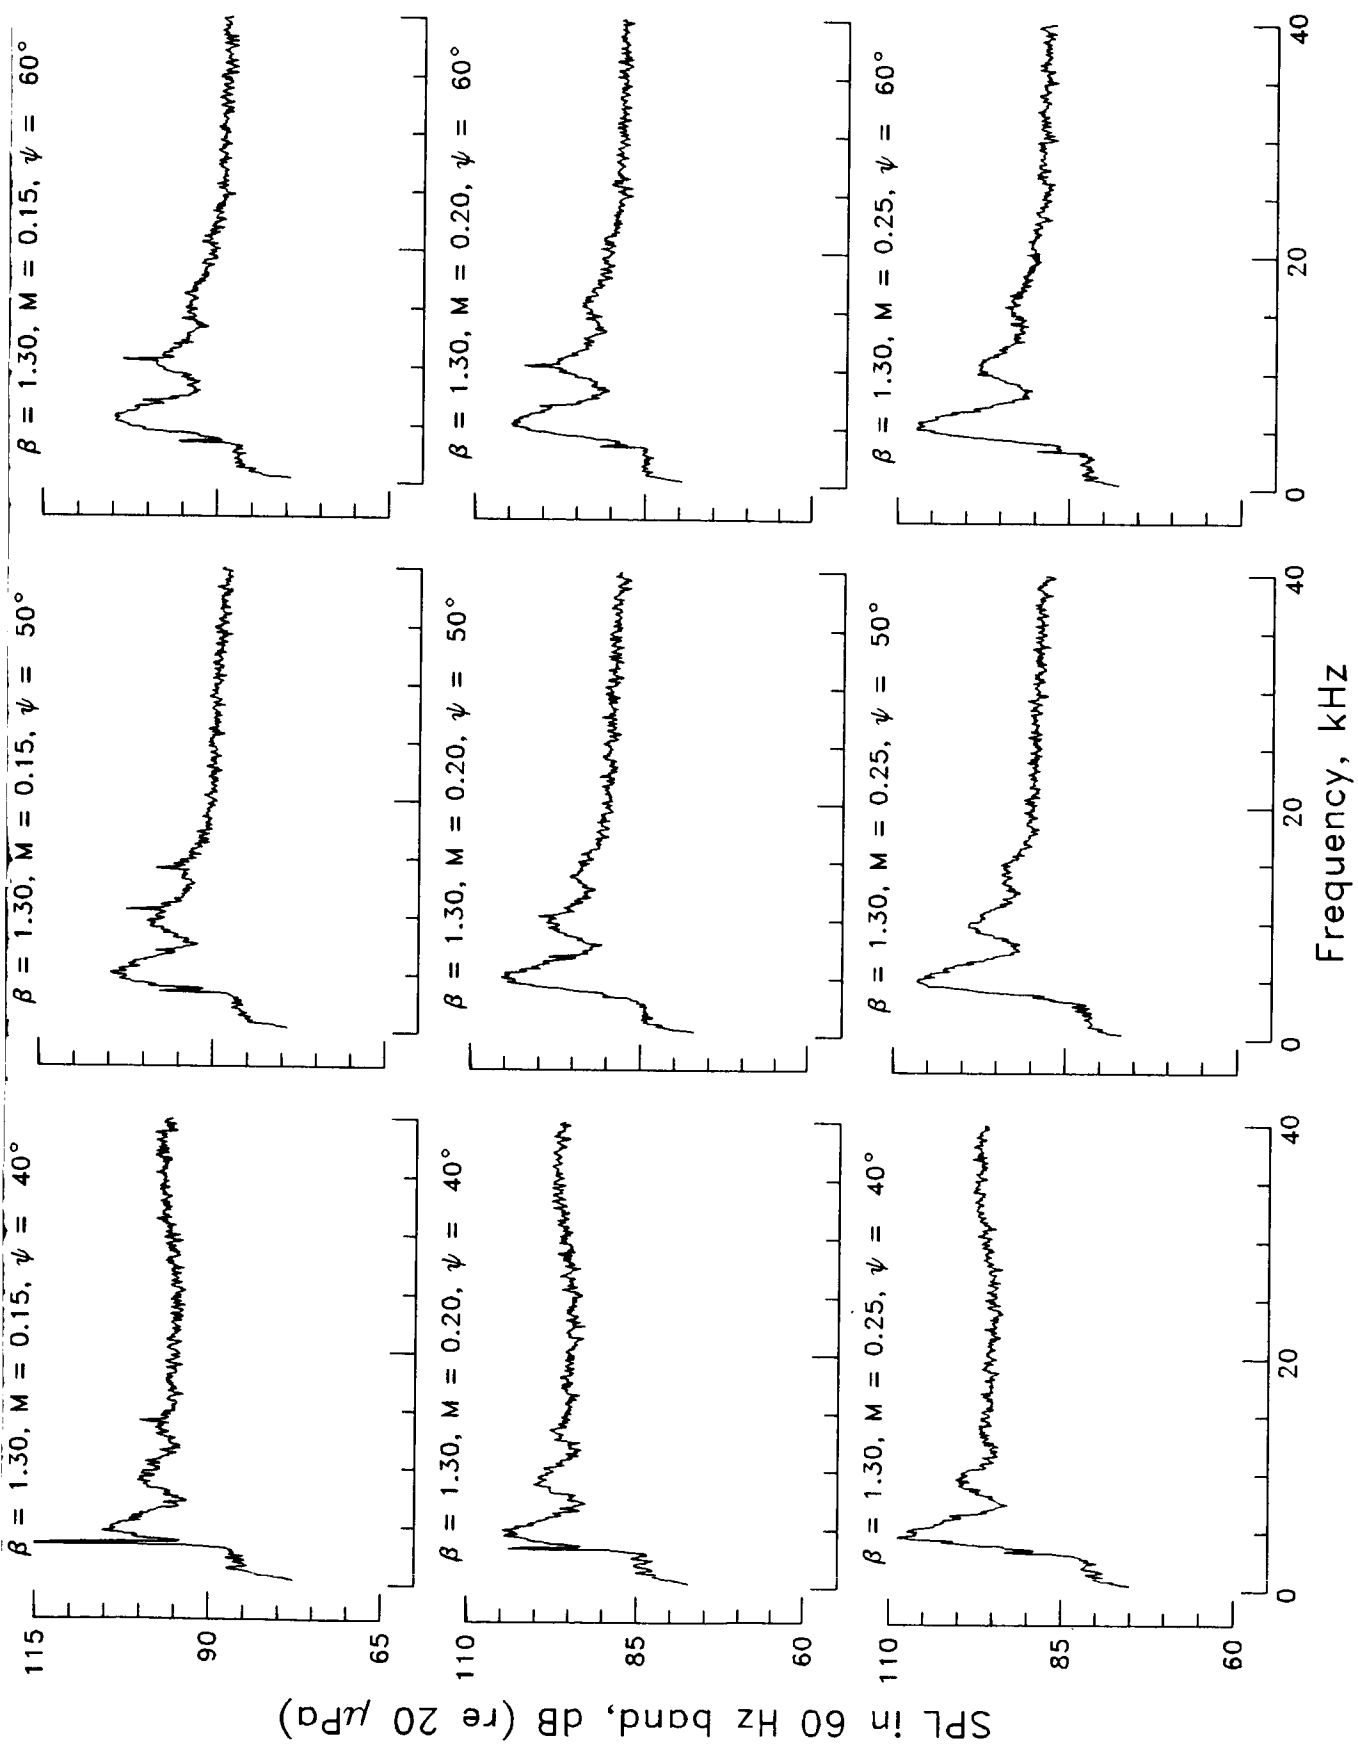 β = 1.30, M = 0.15, ψ = 40°
β = 1.30, M = 0.15, ψ = 50°
β = 1.30, M = 0.15, ψ = 60°
115
90
65
β = 1.30, M = 0.20, ψ = 40°
β = 1.30, M = 0.20, ψ = 50°
β = 1.30, M = 0.20, ψ = 60°
110
85
60
β = 1.30, M = 0.25, ψ = 40°
β = 1.30, M = 0.25, ψ = 50°
β = 1.30, M = 0.25, ψ = 60°
110
85
60
0 20 40
0 20 40
0 20 40
SPL in 60 Hz band, dB (re 20 μPa)
Frequency, kHz